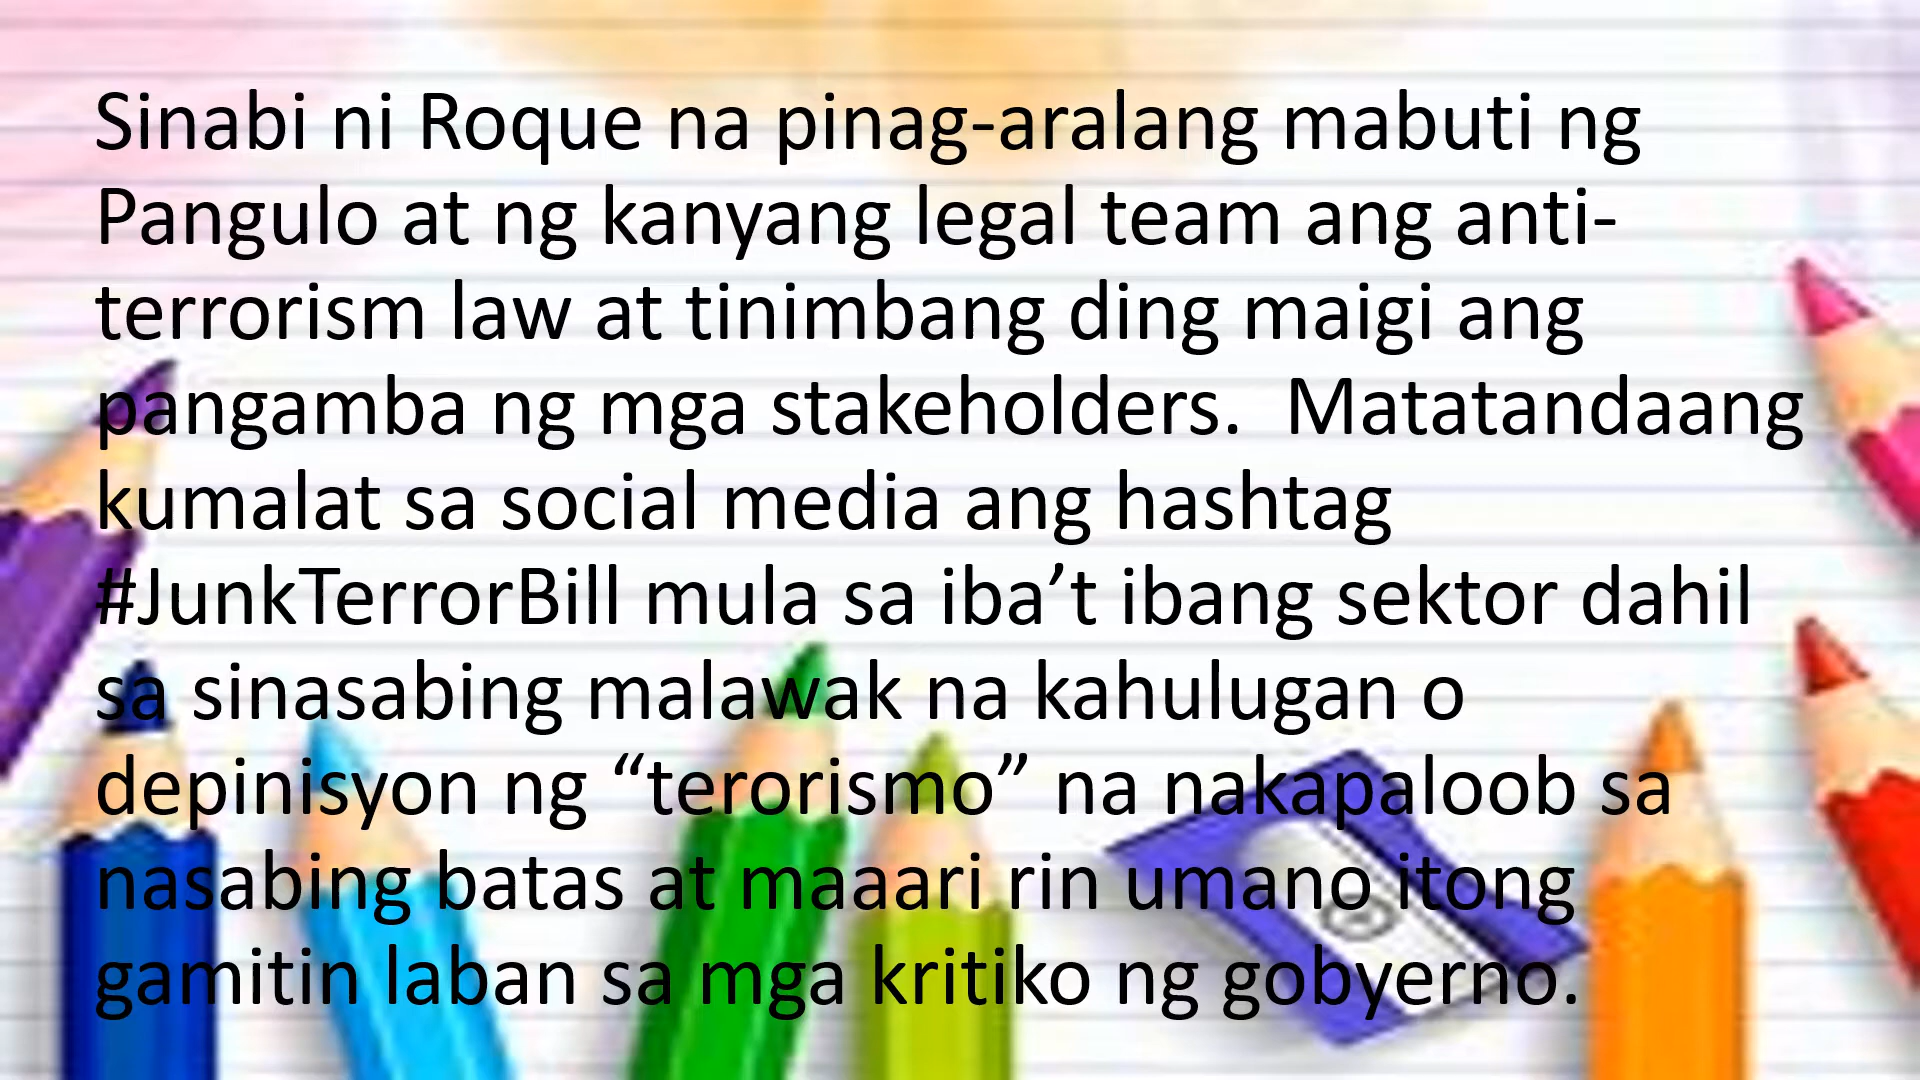 Sinabi ni Roque na pinag-aralang mabuti ng
Pangulo at ng kanyang legal team ang anti-
terrorism law at tinimbang ding maigi ang
pangamba ng mga stakeholders.  Matatandaang
kumalat sa social media ang hashtag
#JunkTerrorBill mula sa iba’t ibang sektor dahil
sa sinasabing malawak na kahulugan o
depinisyon ng “terorismo” na nakapaloob sa
nasabing batas at maaari rin umano itong
gamitin laban sa mga kritiko ng gobyerno.